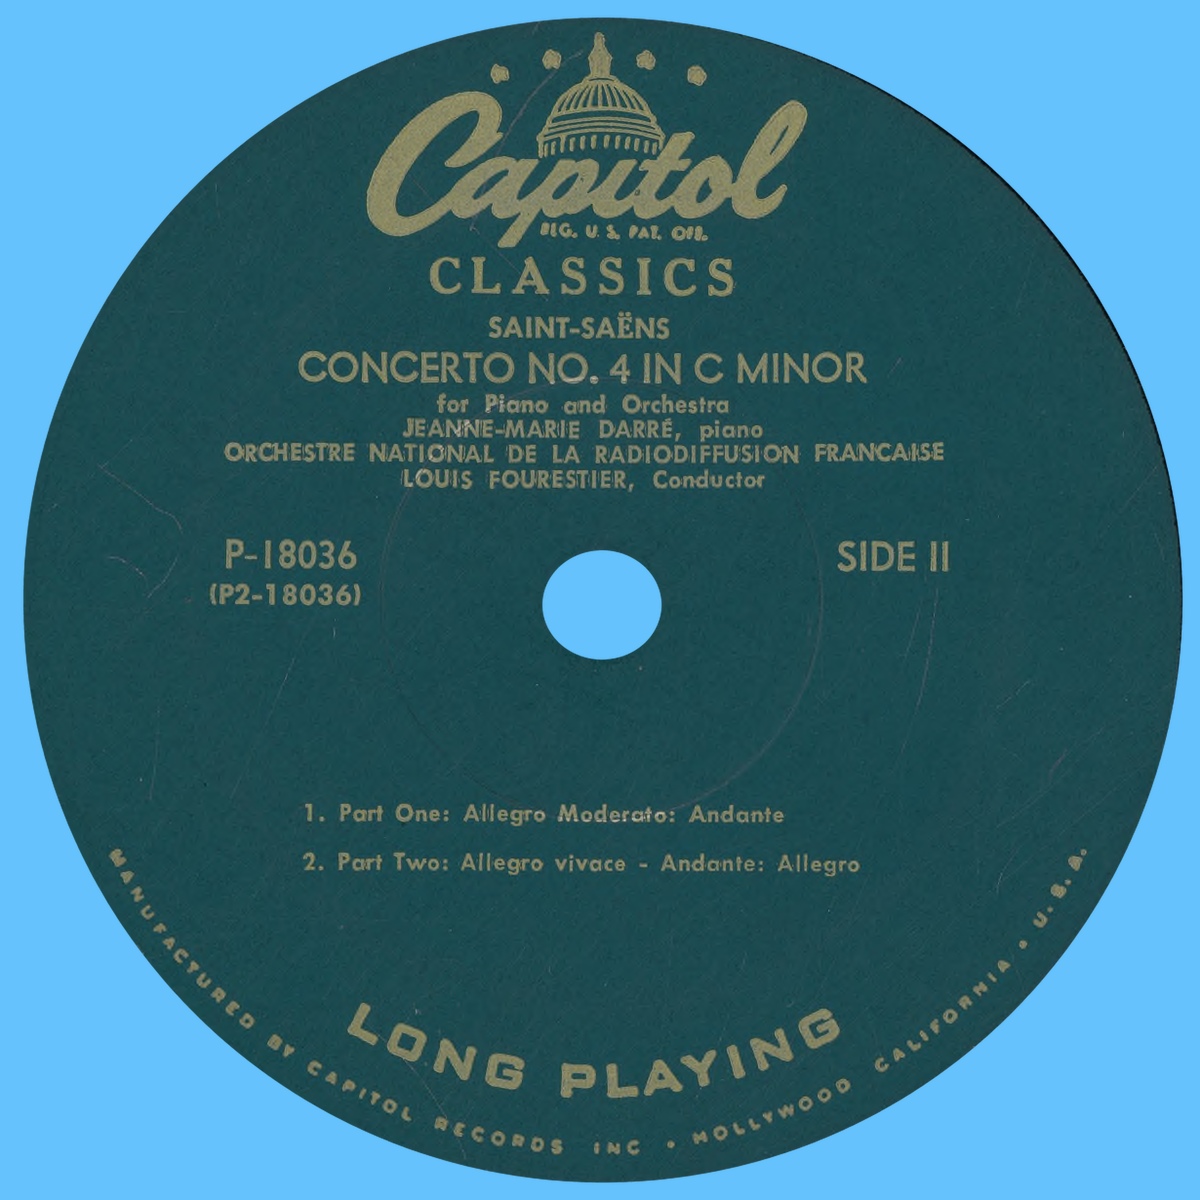 Capitol
REG. U.S. PAT. OFF.
CLASSICS
SAINT-SAËNS
CONCERTO NO. 4 IN C MINOR
for Piano and Orchestra
JEANNE-MARIE DARRÉ, piano
ORCHESTRE NATIONAL DE LA RADIODIFFUSION FRANCAISE
LOUIS FOURESTIER, Conductor
P-18036
SIDE II
(P2-18036)
1. Part One: Allegro Moderato: Andante
2. Part Two: Allegro vivace - Andante: Allegro
LONG PLAYING
MANUFACTURED BY CAPITOL RECORDS INC • HOLLYWOOD CALIFORNIA • U.S.A.